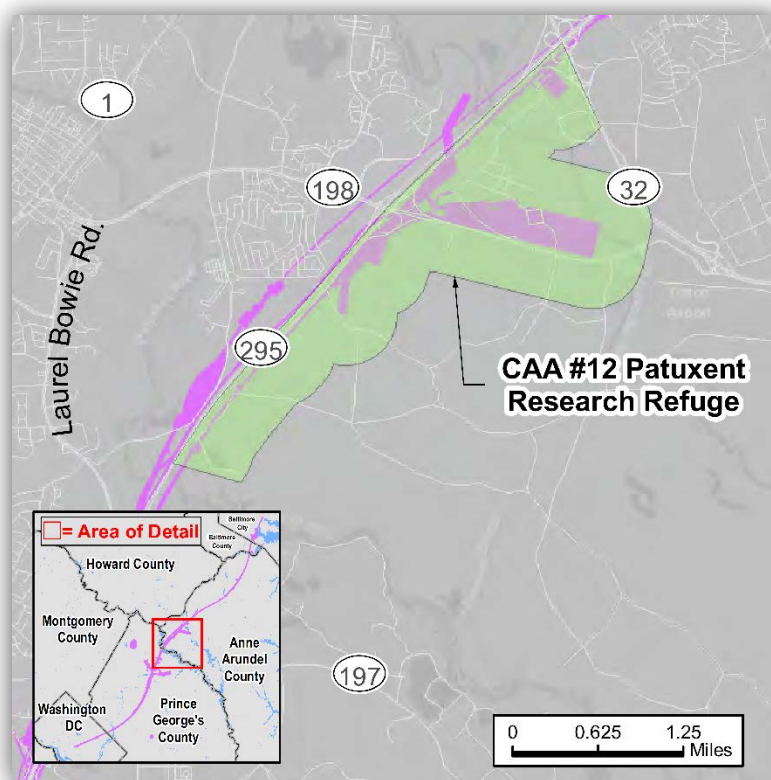 1
198
32
Laurel Bowie Rd.
295
Tipton
Airport
CAA #12 Patuxent
Research Refuge
= Area of Detail
Baltimore
City
Baltimore
County
Howard County
Montgomery
County
Anne
Arundel
County
Washington
DC
Prince
George's
County
197
0 0.625 1.25
Miles